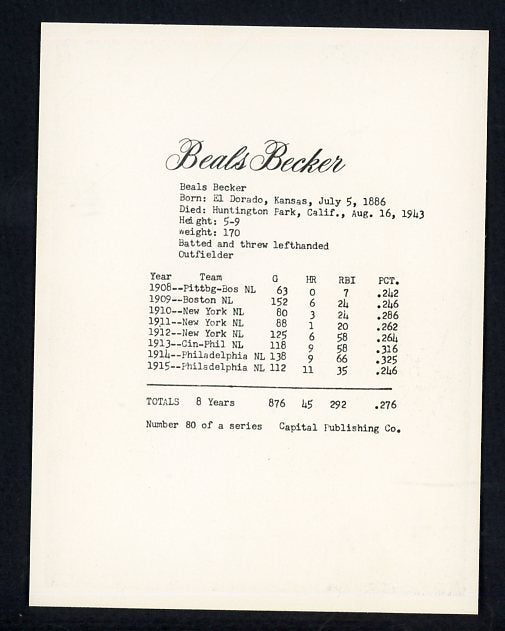 Beals Becker
Beals Becker
Born: El Dorado, Kansas, July 5, 1886
Died: Huntington Park, Calif., Aug. 16, 1943
Height: 5-9
weight: 170
Batted and threw lefthanded
Outfielder
Year Team G HR RBI PCT.
1908--Pittbg-Bos NL 63 0 7 .242
1909--Boston NL 152 6 24 .246
1910--New York NL 80 3 24 .286
1911--New York NL 88 1 20 .262
1912--New York NL 125 6 58 .264
1913--Cin-Phil NL 118 9 58 .316
1914--Philadelphia NL 138 9 66 .325
1915--Philadelphia NL 112 11 35 .246
TOTALS 8 Years 876 45 292 .276
Number 80 of a series Capital Publishing Co.